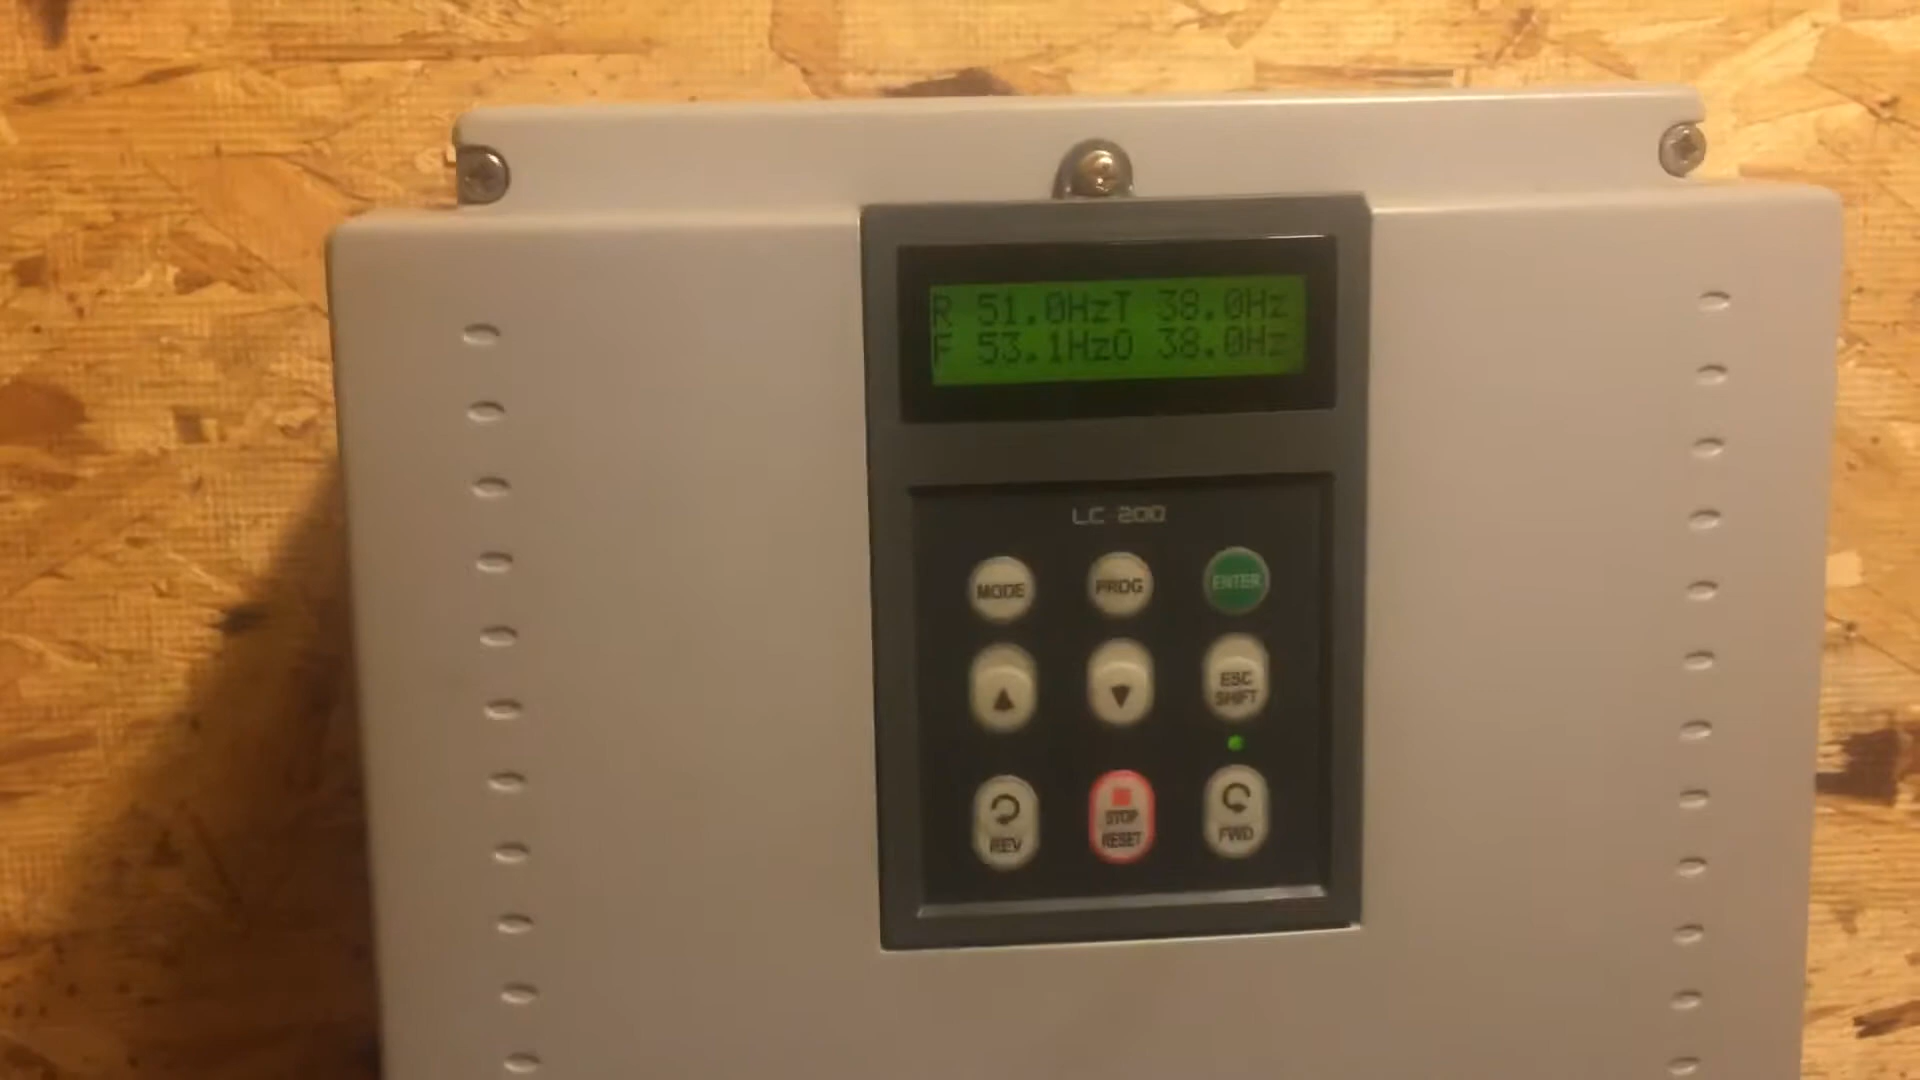 R 51.0HzT 38.0Hz
F 53.1HzO 38.0Hz
LC-200
MODE PROG ENTER
▲ ▼ ESC
SHIFT
REV STOP
RESET FWD